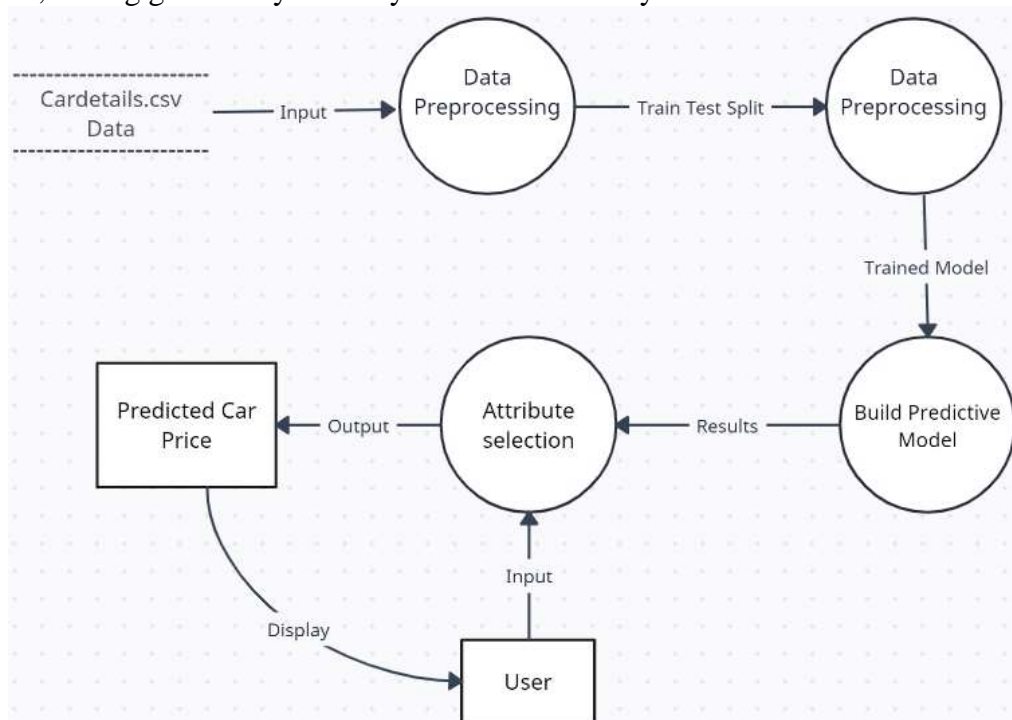 Cardetails.csv
Data
Input
Data
Preprocessing
Train Test Split
Data
Preprocessing
Trained Model
Build Predictive
Model
Results
Attribute
selection
Output
Predicted Car
Price
Input
Display
User